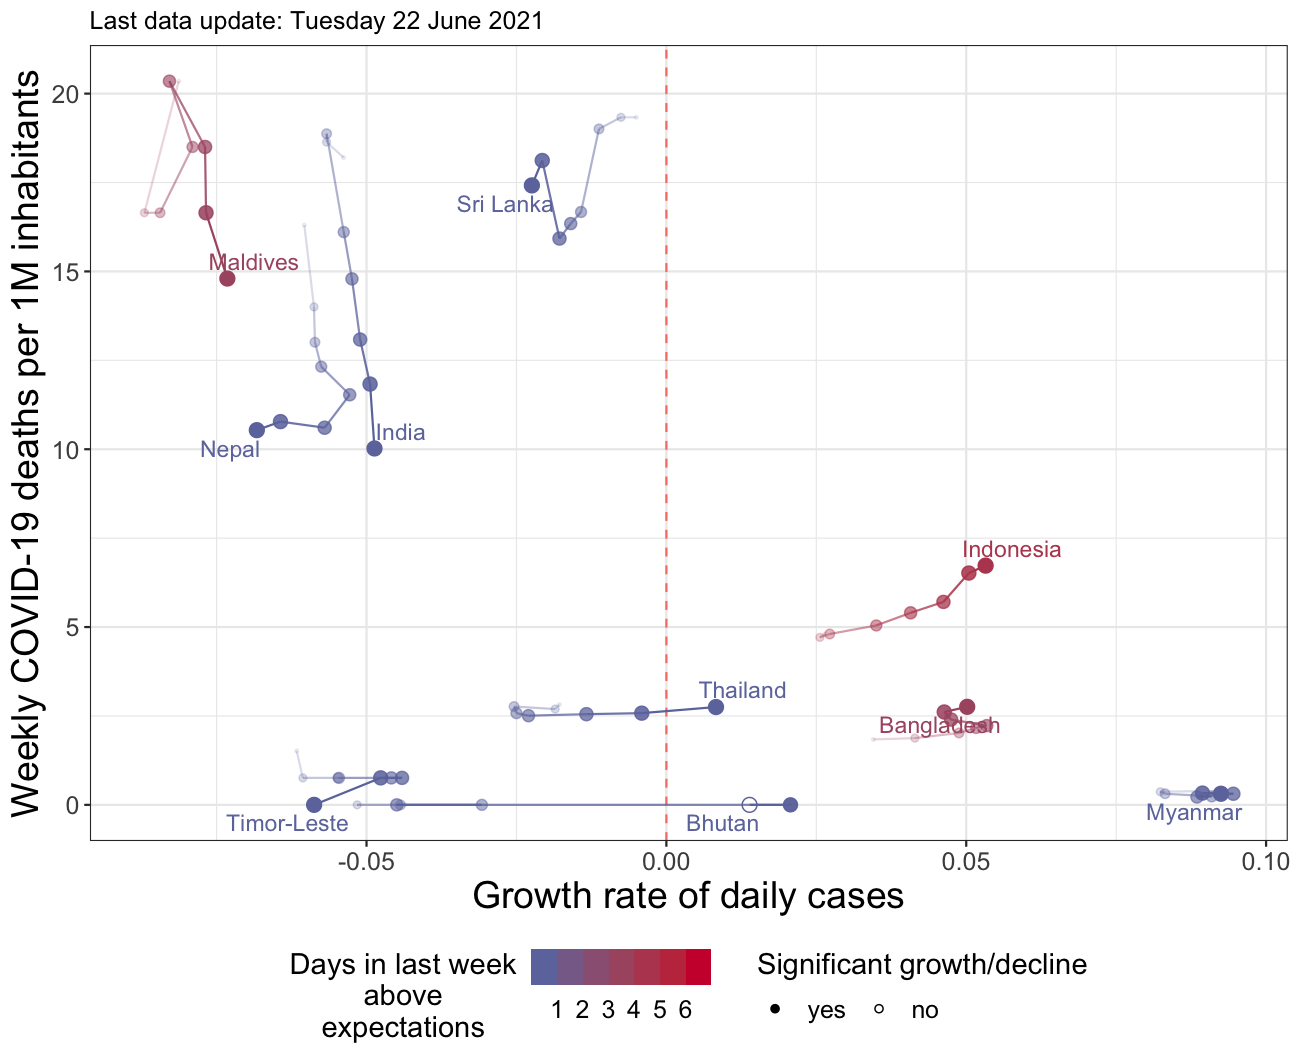 Last data update: Tuesday 22 June 2021
Weekly COVID-19 deaths per 1M inhabitants
20
15
10
5
0
Maldives
Sri Lanka
Nepal
India
Indonesia
Thailand
Bangladesh
Timor-Leste
Bhutan
Myanmar
-0.05
0.00
0.05
0.10
Growth rate of daily cases
Days in last week
above
expectations
1 2 3 4 5 6
Significant growth/decline
yes no